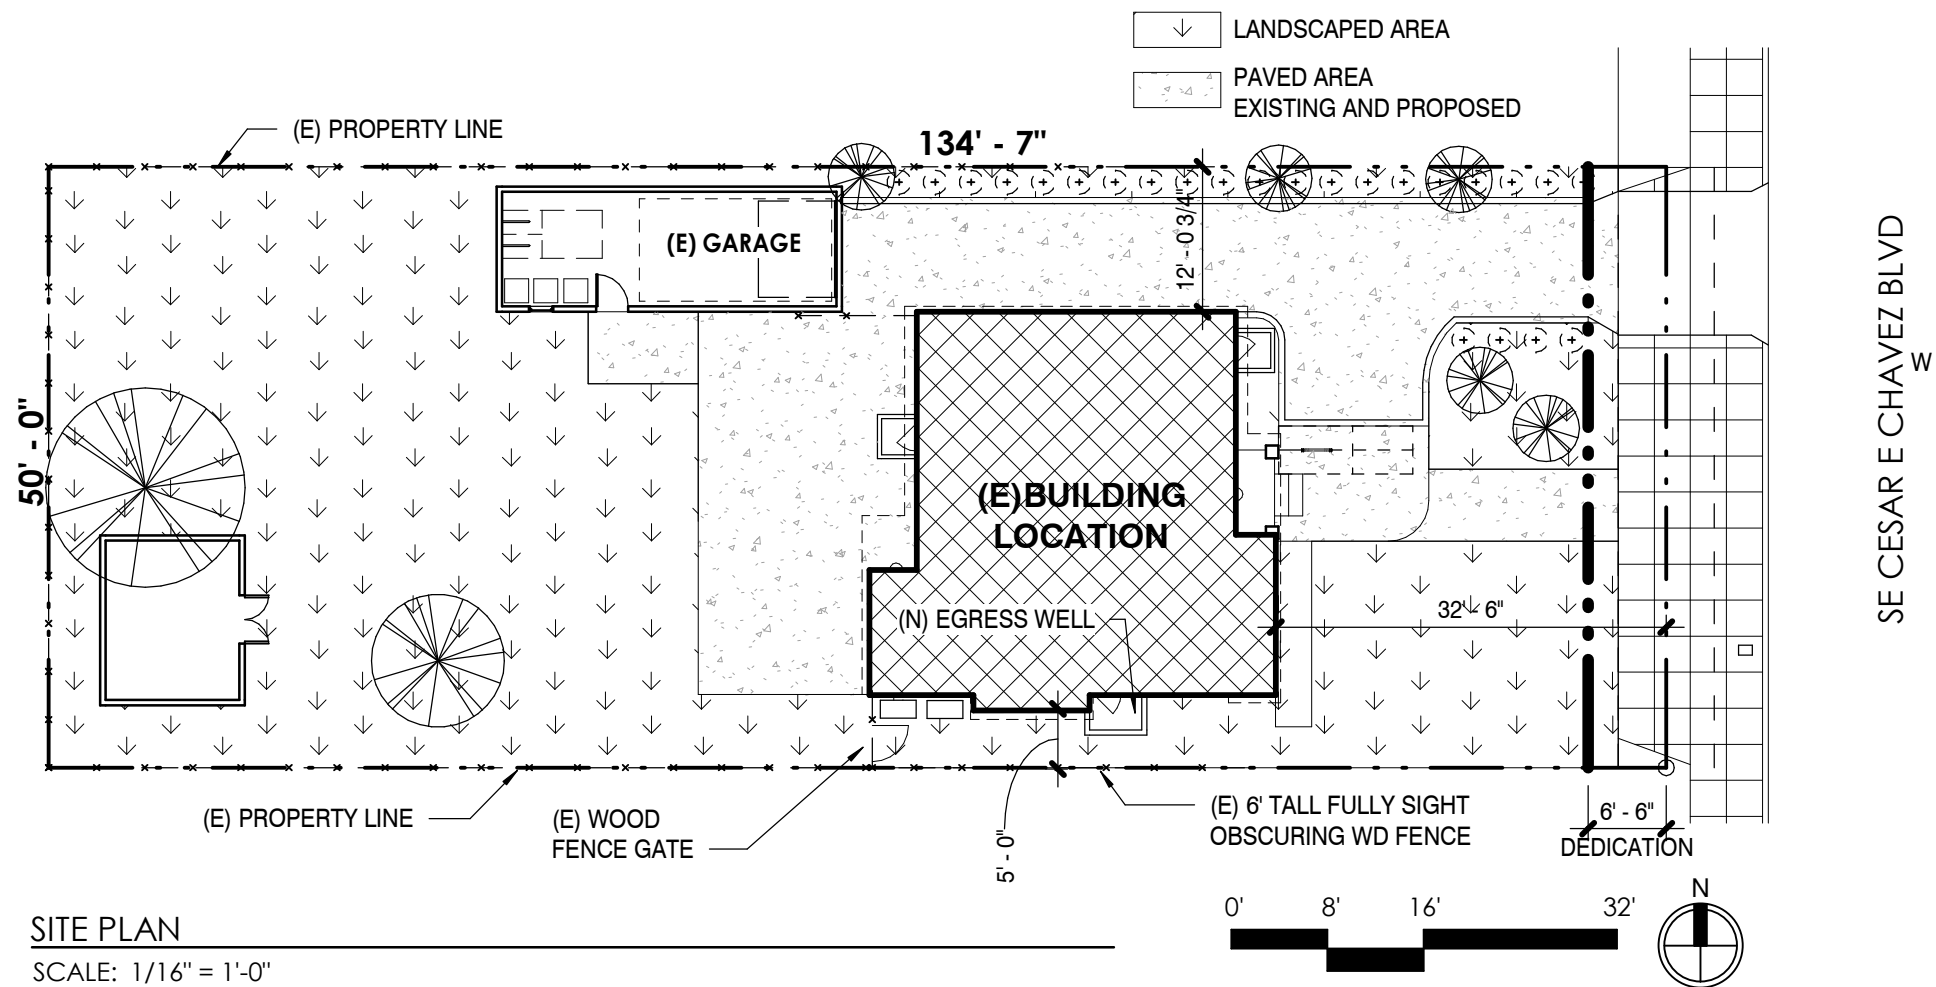 LANDSCAPED AREA
PAVED AREA
EXISTING AND PROPOSED
(E) PROPERTY LINE
134' - 7"
(E) GARAGE
12' - 0 3/4"
SE CESAR E CHAVEZ BLVD
W
50' - 0"
(E)BUILDING
LOCATION
(N) EGRESS WELL
32' - 6"
(E) PROPERTY LINE
(E) WOOD
FENCE GATE
5' - 0"
(E) 6' TALL FULLY SIGHT
OBSCURING WD FENCE
6' - 6"
DEDICATION
SITE PLAN
SCALE: 1/16" = 1'-0"
0' 8' 16' 32'
N